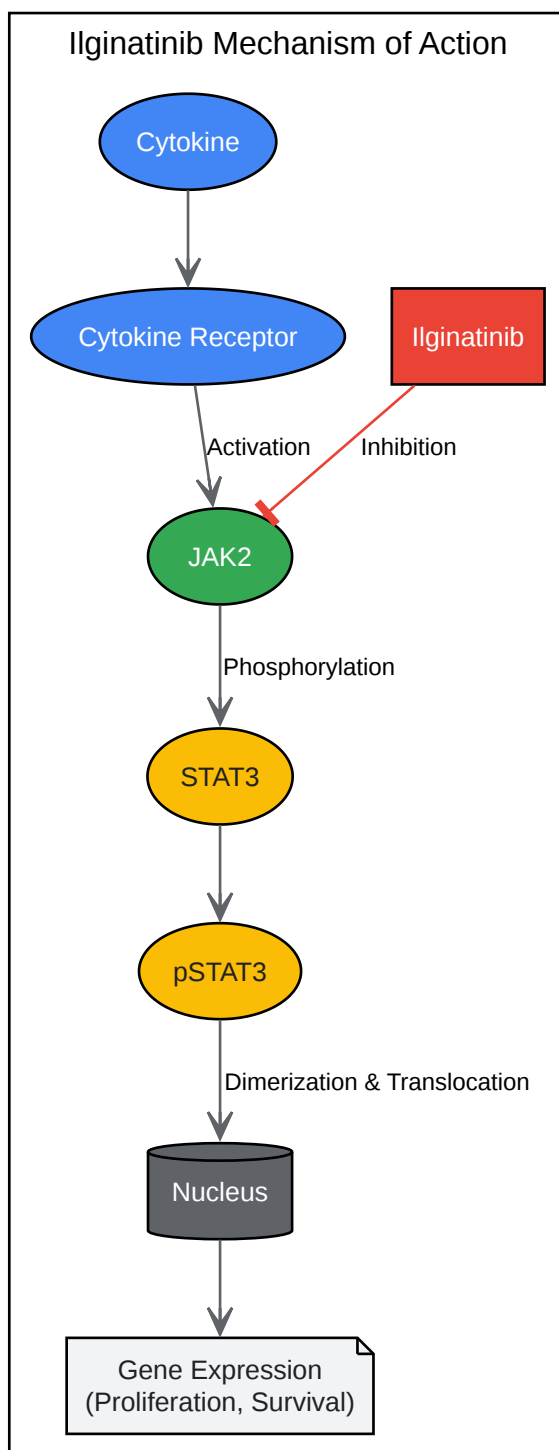 Ilginatinib Mechanism of Action
Cytokine
Cytokine Receptor
Ilginatinib
Activation
Inhibition
JAK2
Phosphorylation
STAT3
pSTAT3
Dimerization & Translocation
Nucleus
Gene Expression
(Proliferation, Survival)